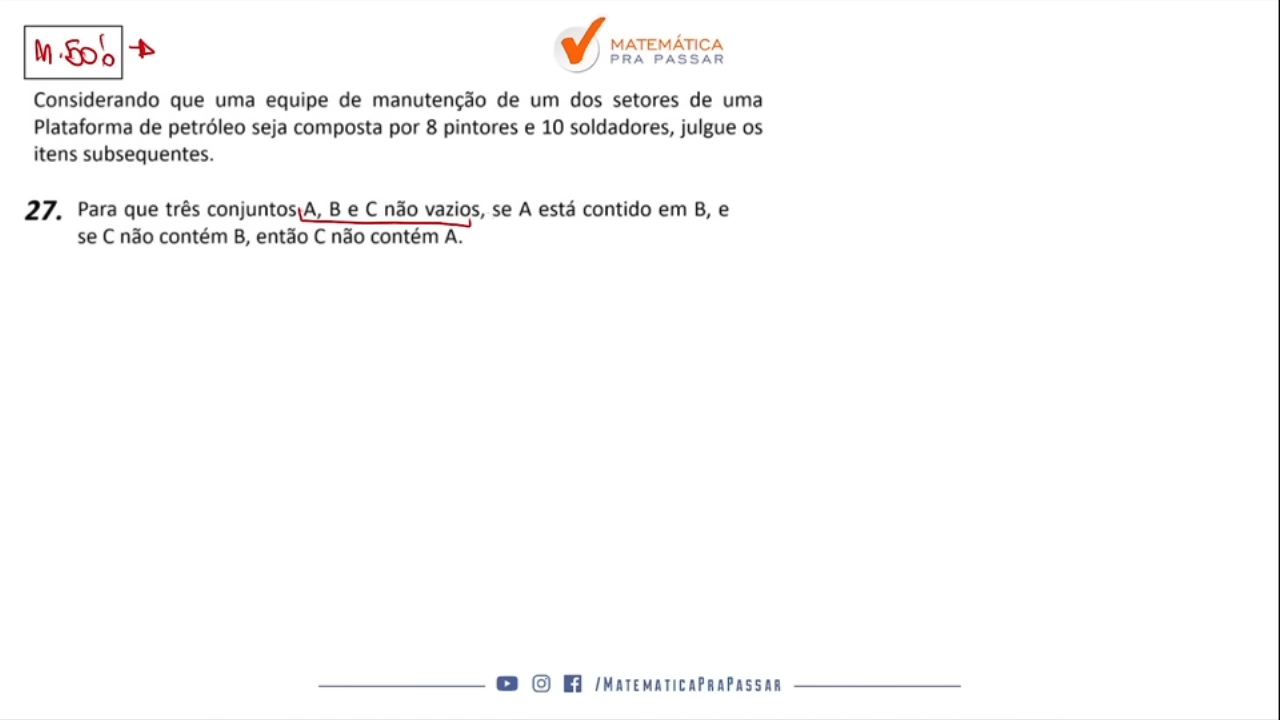 M.50%
MATEMÁTICA
PRA PASSAR
Considerando que uma equipe de manutenção de um dos setores de uma
Plataforma de petróleo seja composta por 8 pintores e 10 soldadores, julgue os
itens subsequentes.
27. Para que três conjuntos A, B e C não vazios, se A está contido em B, e
se C não contém B, então C não contém A.
/MATEMATICAPRAPASSAR